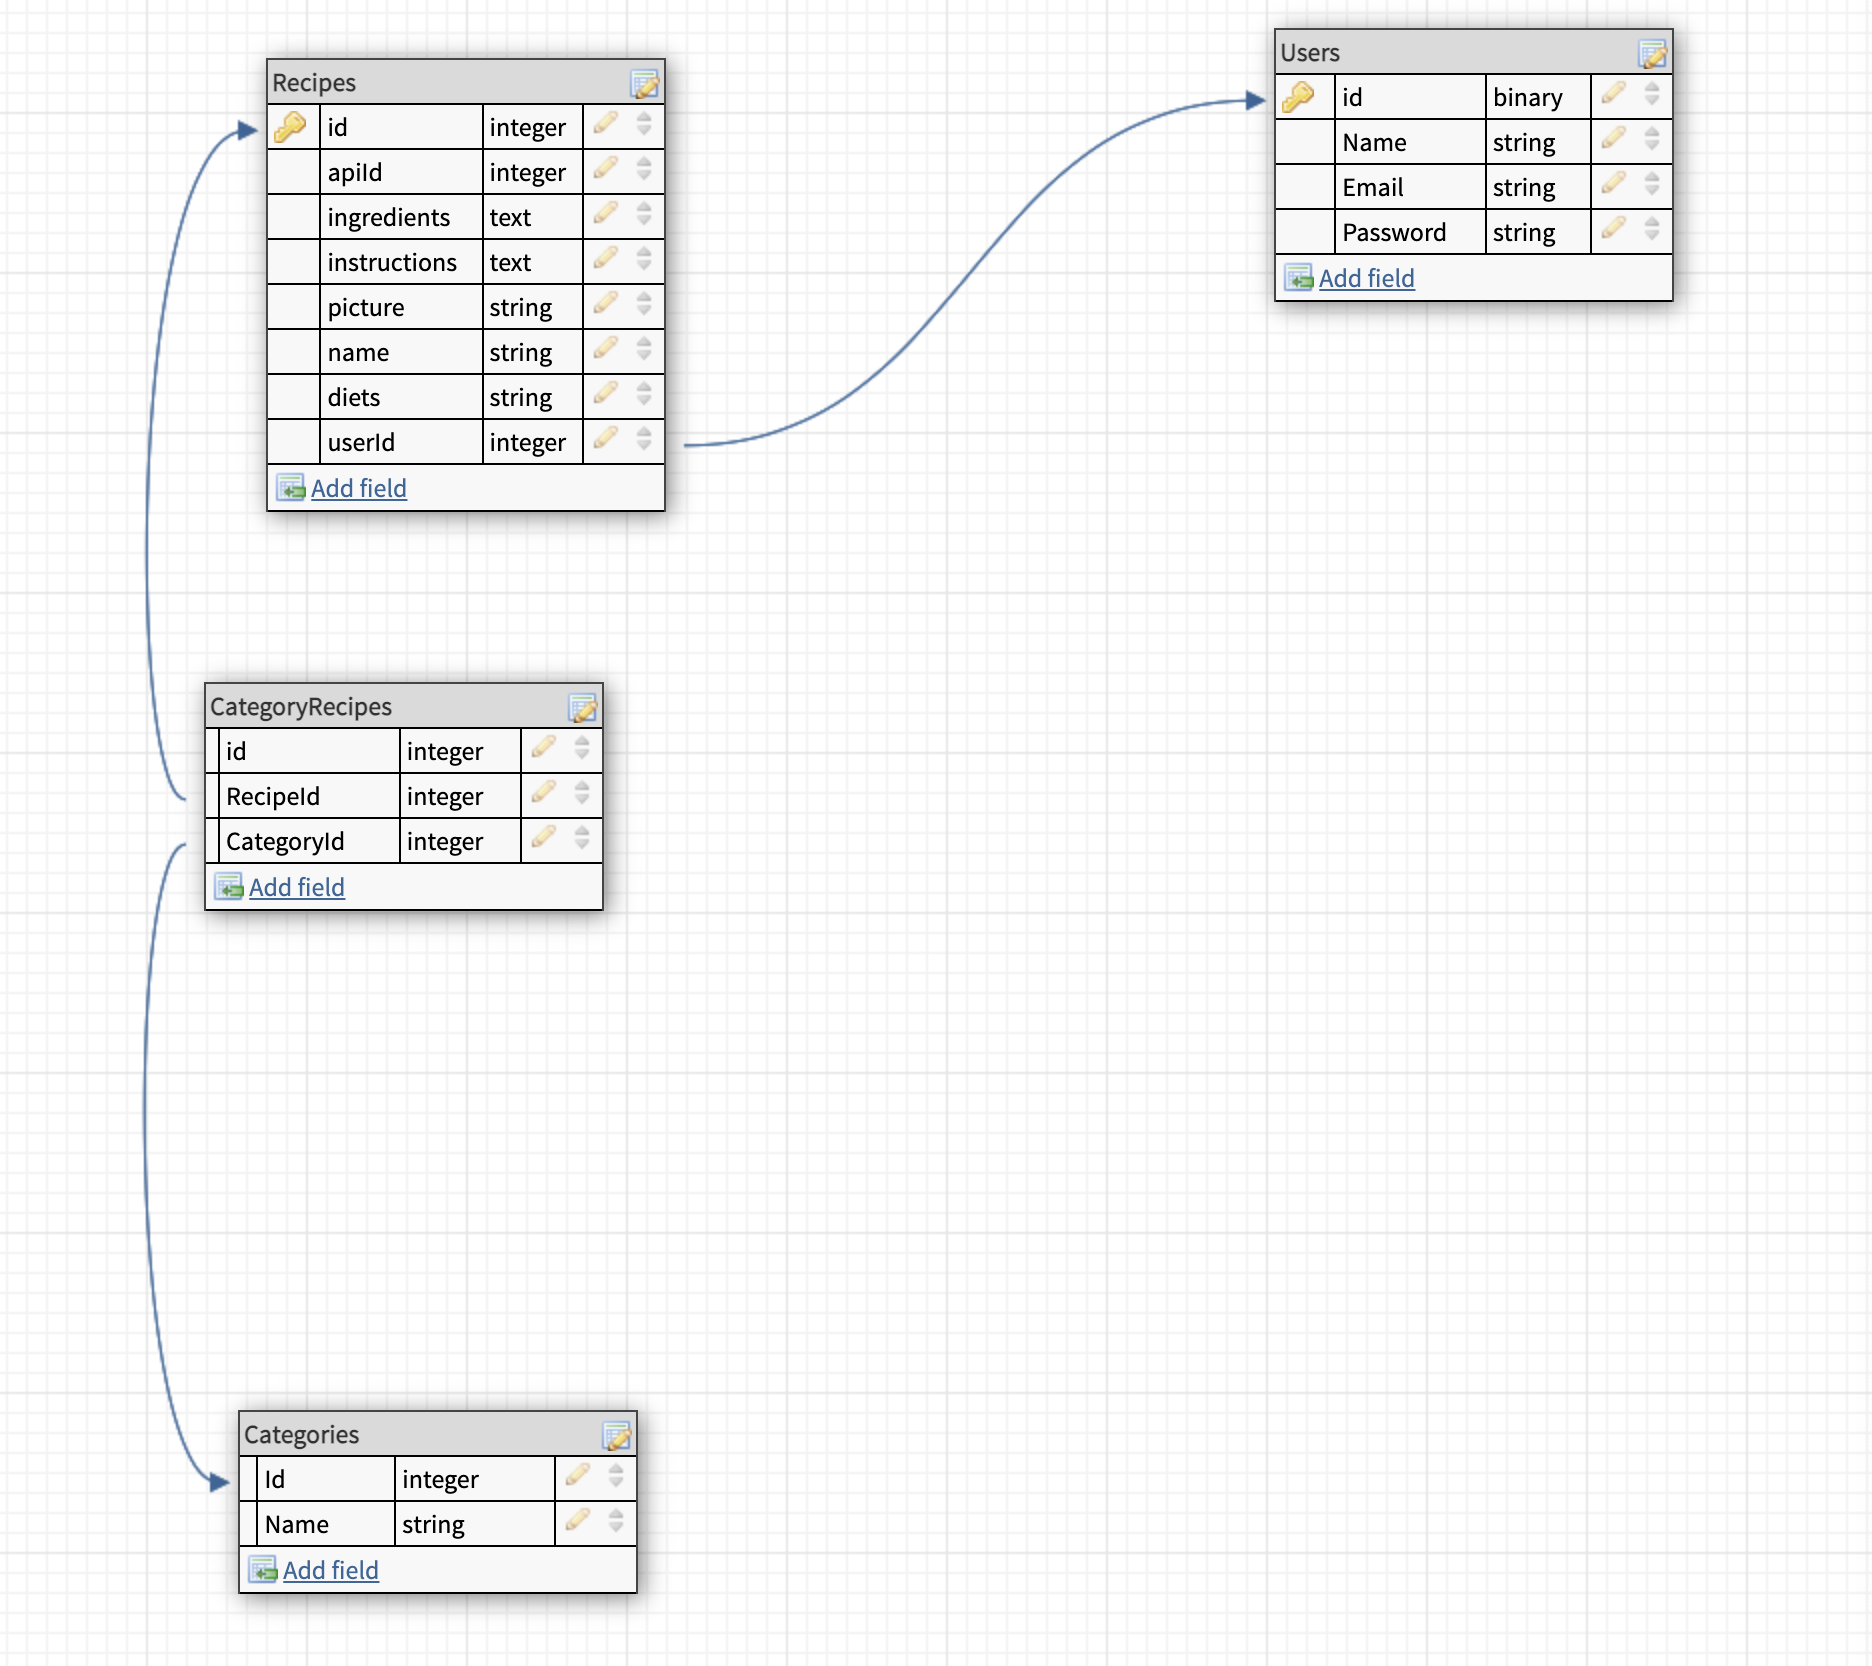 Recipes
id integer
apiId integer
ingredients text
instructions text
picture string
name string
diets string
userId integer
Add field
Users
id binary
Name string
Email string
Password string
Add field
CategoryRecipes
id integer
RecipeId integer
CategoryId integer
Add field
Categories
Id integer
Name string
Add field